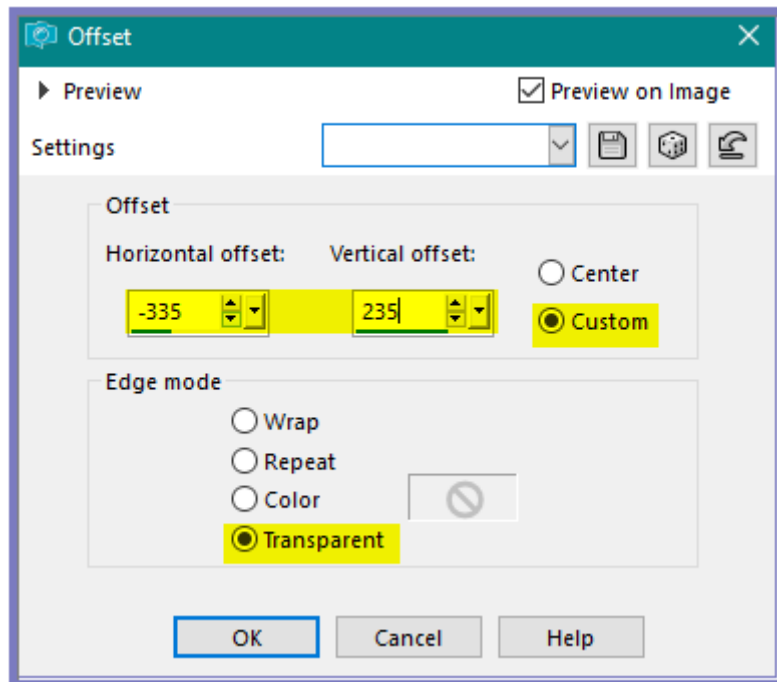 Offset
Preview
Preview on Image
Settings
Offset
Horizontal offset:
Vertical offset:
Center
-335
235
Custom
Edge mode
Wrap
Repeat
Color
Transparent
OK
Cancel
Help